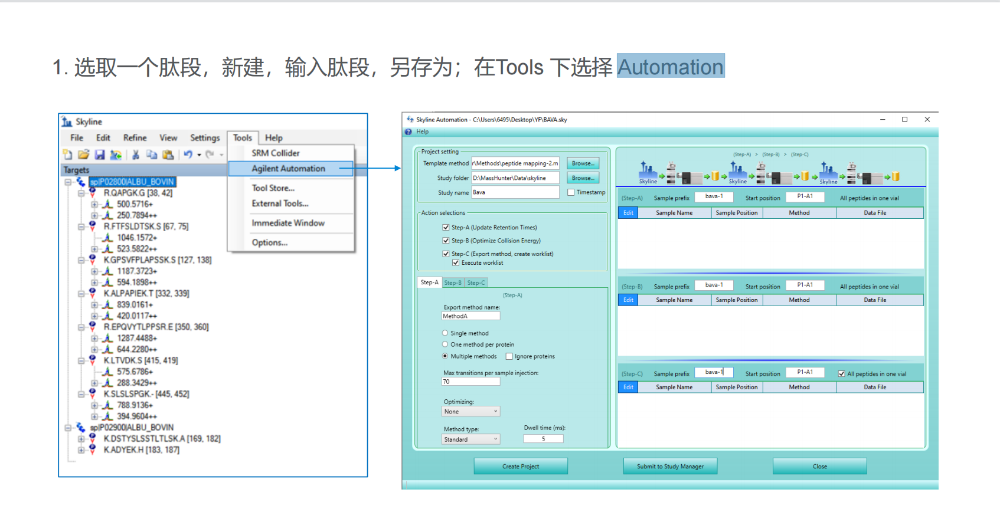 1. 选取一个肽段，新建，输入肽段，另存为；在Tools 下选择 Automation
Skyline
File Edit Refine View Settings Tools Help
Targets
SRM Collider
Agilent Automation
Tool Store...
External Tools...
Immediate Window
Options...
sp|P02800|ALBU_BOVIN
R.QAPGK.G [38, 42]
500.5716+
250.7894++
R.FTFSLDTSK.S [67, 75]
1046.1572+
523.5822++
K.GPSVFPLAPSSK.S [127, 138]
1187.3723+
594.1898++
K.ALPAPIEK.T [332, 339]
839.0161+
420.0117++
R.EPQVYTLPPSR.E [350, 360]
1287.4488+
644.2280++
K.LTVDK.S [415, 419]
575.6786+
288.3429++
K.SLSLSPGK.- [445, 452]
788.9136+
394.9604++
sp|P02900|ALBU_BOVIN
K.DSTYSLSSTLTLSK.A [169, 182]
K.ADYEK.H [183, 187]
Skyline Automation - C:\Users\6495\Desktop\YF\BAVA.sky
Help
Project setting
Template method r\Methods\peptide mapping-2.m Browse...
Study folder D:\MassHunter\Data\skyline Browse...
Study name Bava Timestamp
Action selections
Step-A (Update Retention Times)
Step-B (Optimize Collision Energy)
Step-C (Export method, create worklist)
Execute worklist
Step-A Step-B Step-C
(Step-A)
Export method name:
MethodA
Single method
One method per protein
Multiple methods Ignore proteins
Max transitions per sample injection:
70
Optimizing:
None
Method type: Dwell time (ms):
Standard 5
(Step-A) > (Step-B) > (Step-C)
Skyline Skyline Skyline
(Step-A) Sample prefix bava-1 Start position P1-A1 All peptides in one vial
Edit Sample Name Sample Position Method Data File
(Step-B) Sample prefix bava-1 Start position P1-A1 All peptides in one vial
Edit Sample Name Sample Position Method Data File
(Step-C) Sample prefix bava-1 Start position P1-A1 All peptides in one vial
Edit Sample Name Sample Position Method Data File
Create Project Submit to Study Manager Close